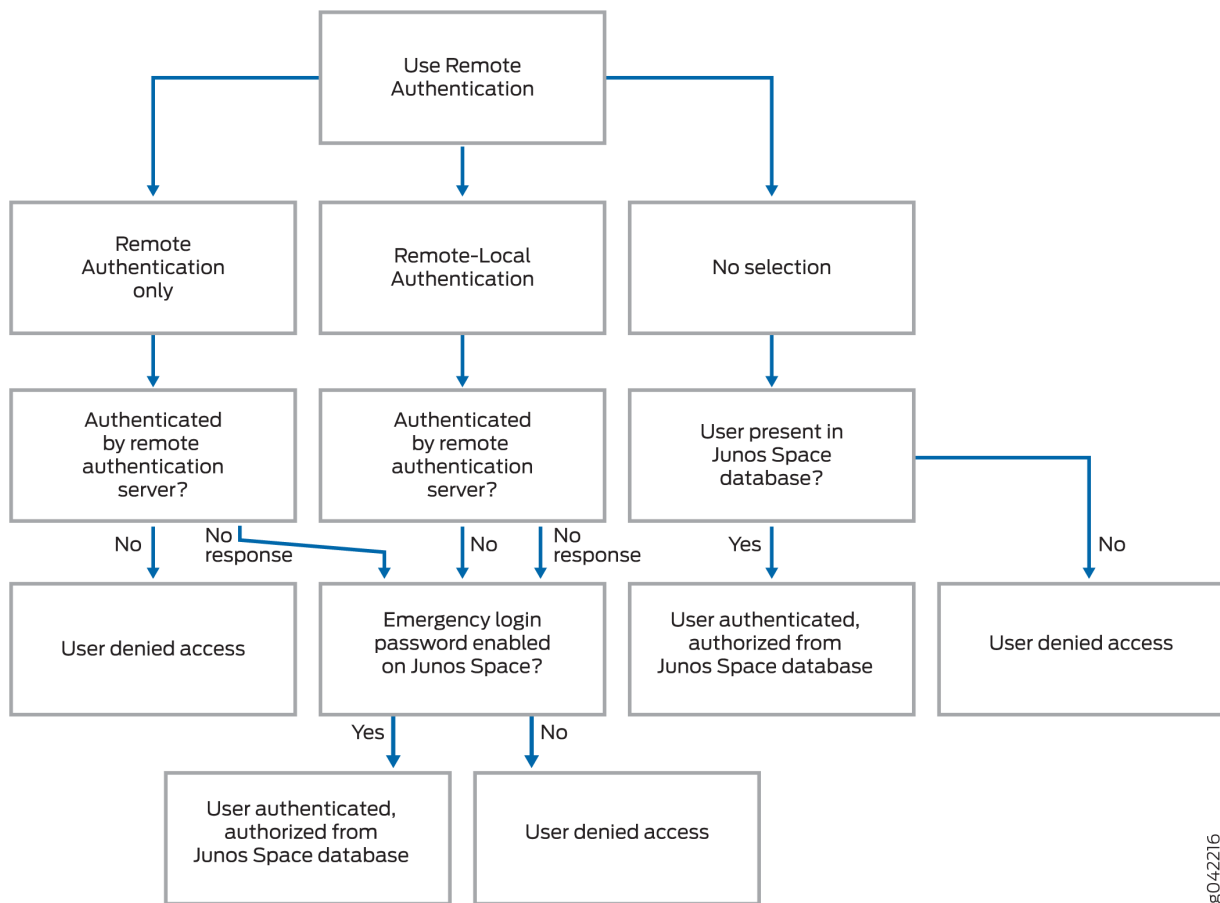 Use Remote
Authentication
Remote
Authentication
only
Remote-Local
Authentication
No selection
Authenticated
by remote
authentication
server?
Authenticated
by remote
authentication
server?
User present in
Junos Space
database?
No
No
response
No
No
response
Yes
No
User denied access
Emergency login
password enabled
on Junos Space?
User authenticated,
authorized from
Junos Space database
User denied access
Yes
No
User authenticated,
authorized from
Junos Space database
User denied access
g042216